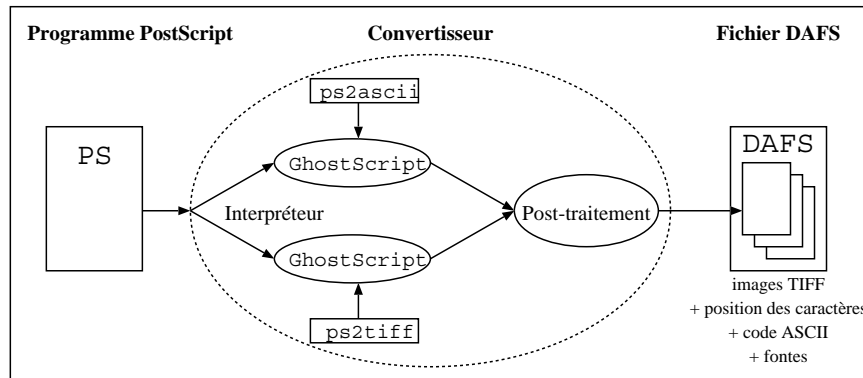 Programme PostScript
Convertisseur
Fichier DAFS
ps2ascii
PS
GhostScript
DAFS
Interpréteur
Post-traitement
GhostScript
ps2tiff
images TIFF
+ position des caractères
+ code ASCII
+ fontes